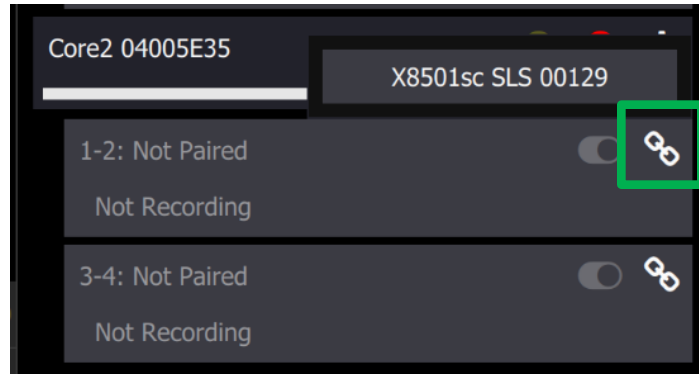 Core2 04005E35
X8501sc SLS 00129
1-2: Not Paired
Not Recording
3-4: Not Paired
Not Recording